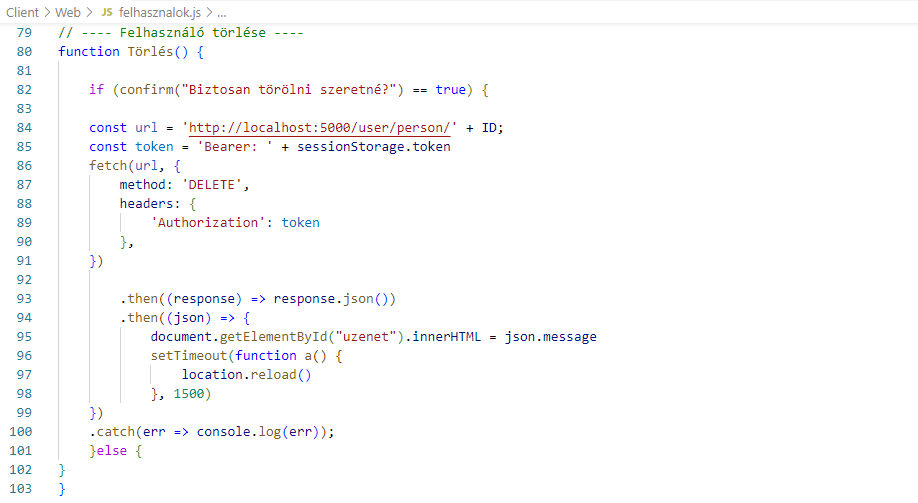 Client > Web > JS felhasznalok.js > ...
79 // ---- Felhasználó törlése ----
80 function Törlés() {
81
82 if (confirm("Biztosan törölni szeretné?") == true) {
83
84 const url = 'http://localhost:5000/user/person/' + ID;
85 const token = 'Bearer: ' + sessionStorage.token
86 fetch(url, {
87 method: 'DELETE',
88 headers: {
89 'Authorization': token
90 },
91 })
92
93 .then((response) => response.json())
94 .then((json) => {
95 document.getElementById("uzenet").innerHTML = json.message
96 setTimeout(function a() {
97 location.reload()
98 }, 1500)
99 })
100 .catch(err => console.log(err));
101 }else {
102 }
103 }